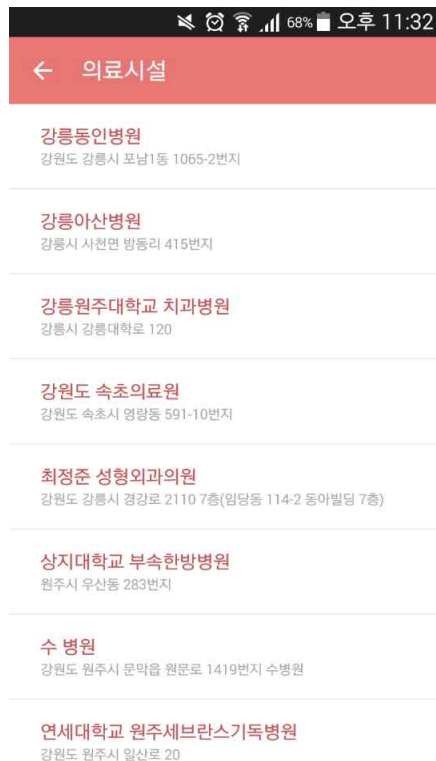 68% 오후 11:32
의료시설
강릉동인병원
강원도 강릉시 포남1동 1065-2번지
강릉아산병원
강릉시 사천면 방동리 415번지
강릉원주대학교 치과병원
강릉시 강릉대학로 120
강원도 속초의료원
강원도 속초시 영랑동 591-10번지
최정준 성형외과의원
강원도 강릉시 경강로 2110 7층(임당동 114-2 동아빌딩 7층)
상지대학교 부속한방병원
원주시 우산동 283번지
수 병원
강원도 원주시 문막읍 원문로 1419번지 수병원
연세대학교 원주세브란스기독병원
강원도 원주시 일산로 20